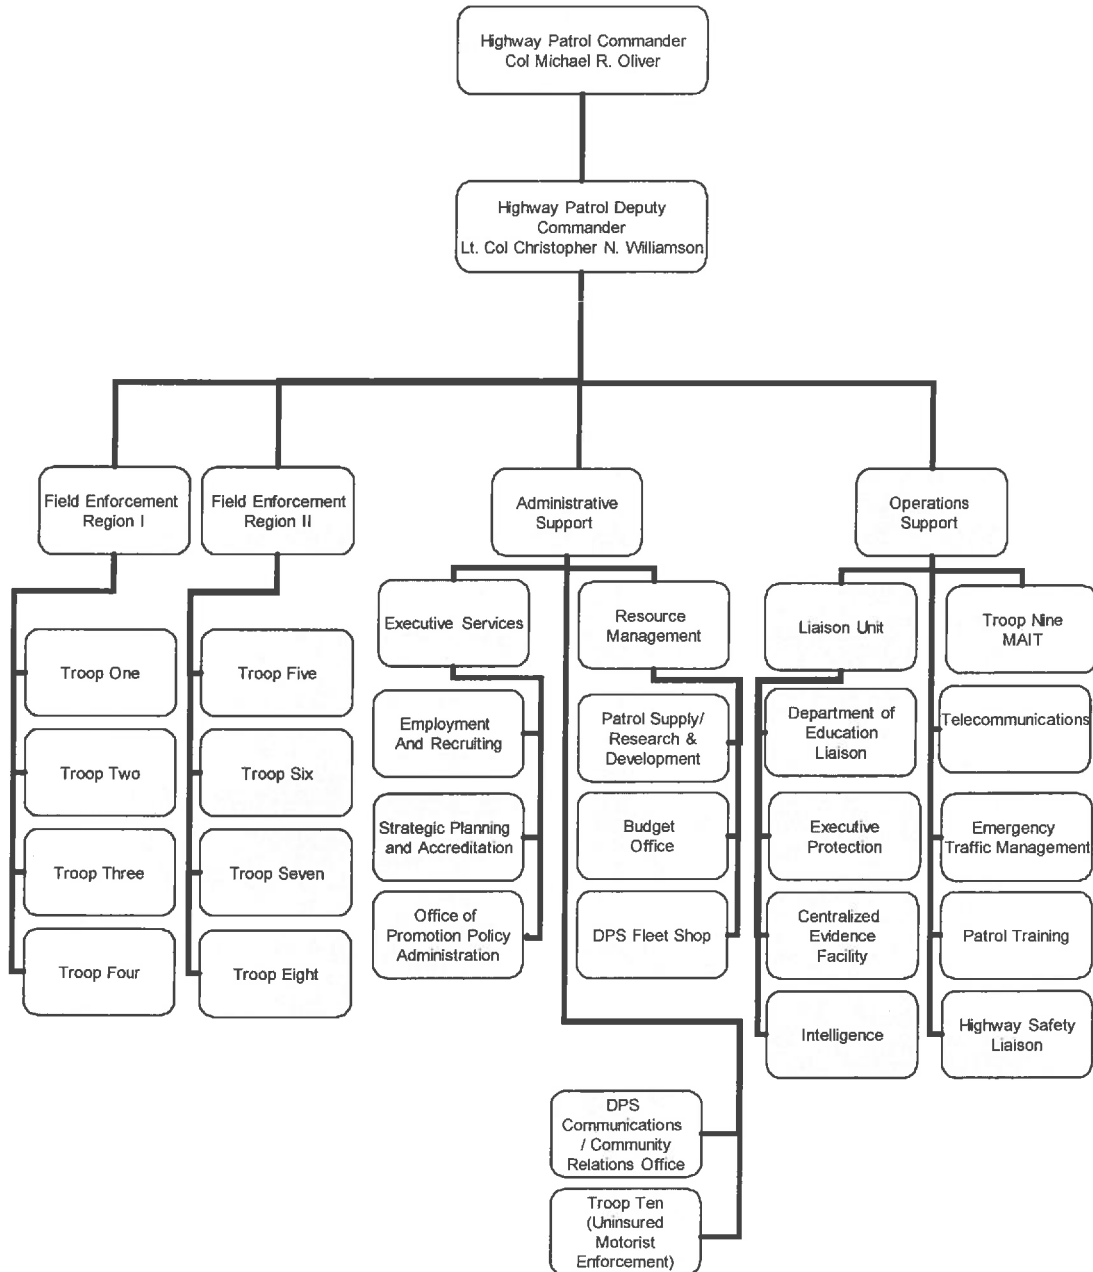 Highway Patrol Commander
Col Michael R. Oliver
Highway Patrol Deputy
Commander
Lt. Col Christopher N. Williamson
Field Enforcement
Region I
Field Enforcement
Region II
Administrative
Support
Operations
Support
Troop One
Troop Two
Troop Three
Troop Four
Troop Five
Troop Six
Troop Seven
Troop Eight
Executive Services
Employment
And Recruiting
Strategic Planning
and Accreditation
Office of
Promotion Policy
Administration
Resource
Management
Patrol Supply/
Research &
Development
Budget
Office
DPS Fleet Shop
DPS
Communications
/ Community
Relations Office
Troop Ten
(Uninsured
Motorist
Enforcement)
Liaison Unit
Department of
Education
Liaison
Executive
Protection
Centralized
Evidence
Facility
Intelligence
Troop Nine
MAIT
Telecommunications
Emergency
Traffic Management
Patrol Training
Highway Safety
Liaison